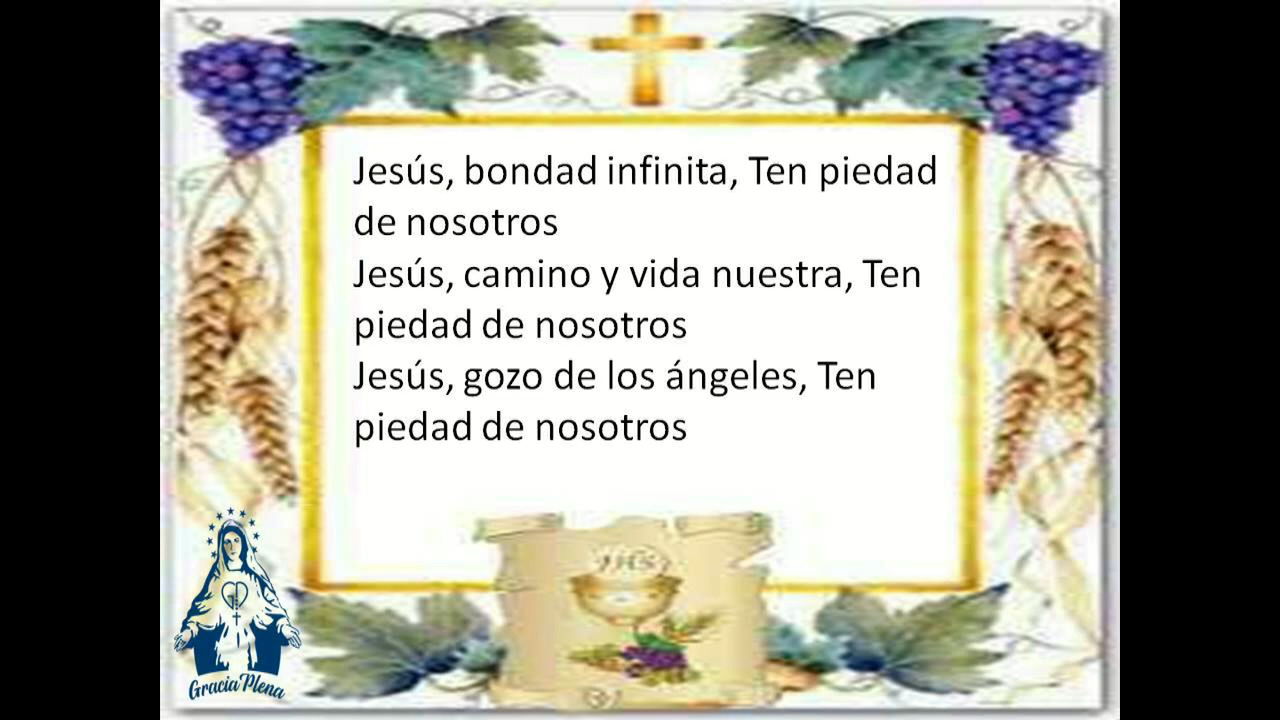 Jesús, bondad infinita, Ten piedad
de nosotros
Jesús, camino y vida nuestra, Ten
piedad de nosotros
Jesús, gozo de los ángeles, Ten
piedad de nosotros
JHS
Gracia Plena